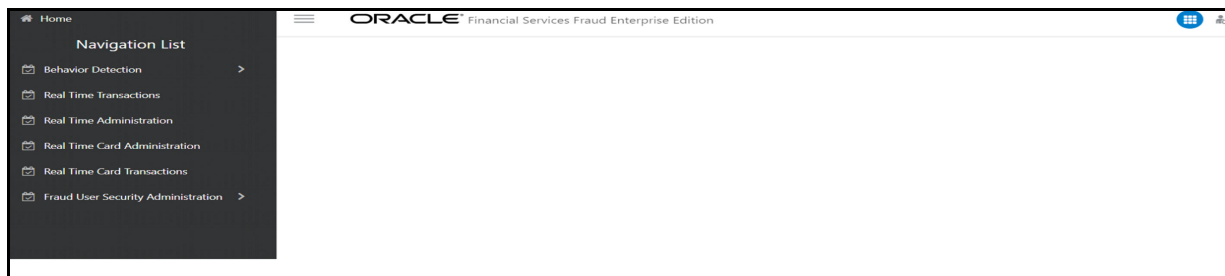 Home
ORACLE® Financial Services Fraud Enterprise Edition
Navigation List
Behavior Detection
Real Time Transactions
Real Time Administration
Real Time Card Administration
Real Time Card Transactions
Fraud User Security Administration